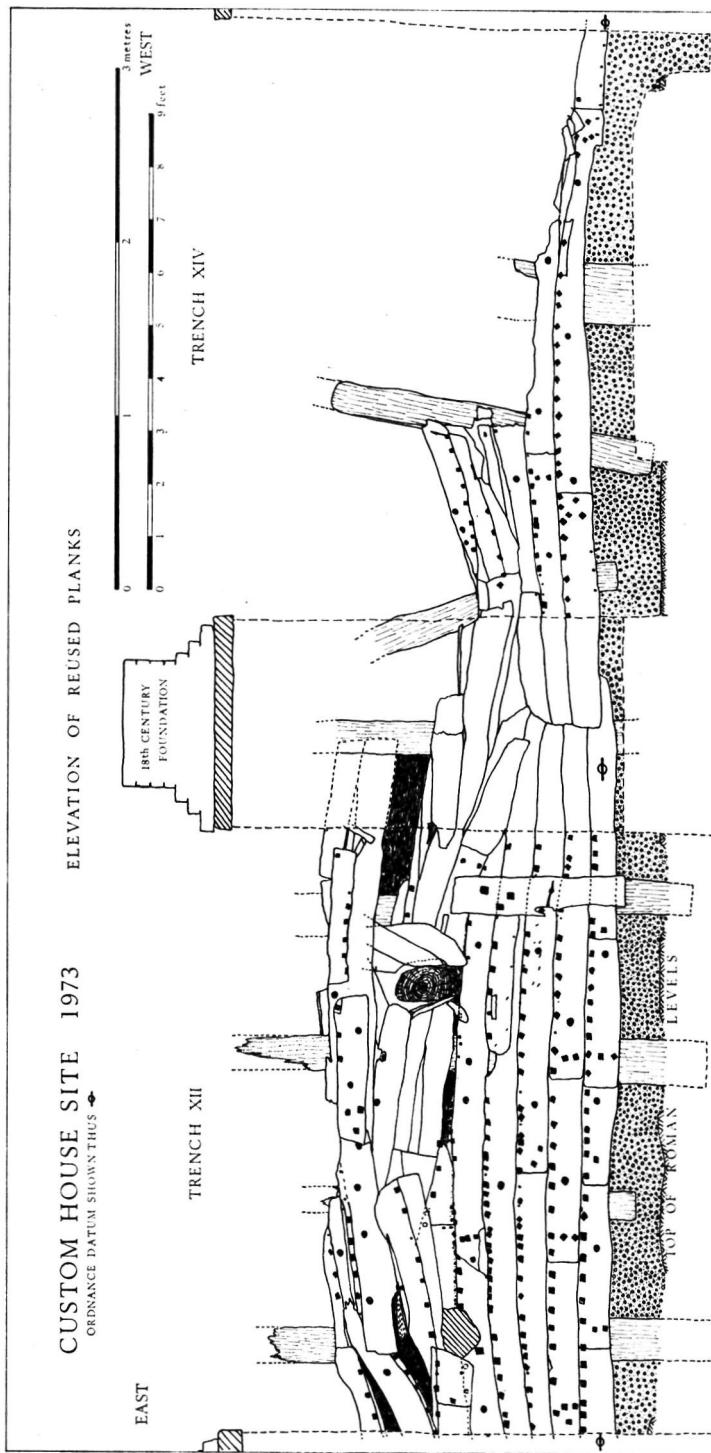 CUSTOM HOUSE SITE 1973
ELEVATION OF REUSED PLANKS
ORDNANCE DATUM SHOWN THUS
EAST
TRENCH XII
18th CENTURY
FOUNDATION
TRENCH XIV
WEST
0 1 2 3 metres
0 1 2 3 4 5 6 7 8 9 feet
TOP OF ROMAN LEVELS